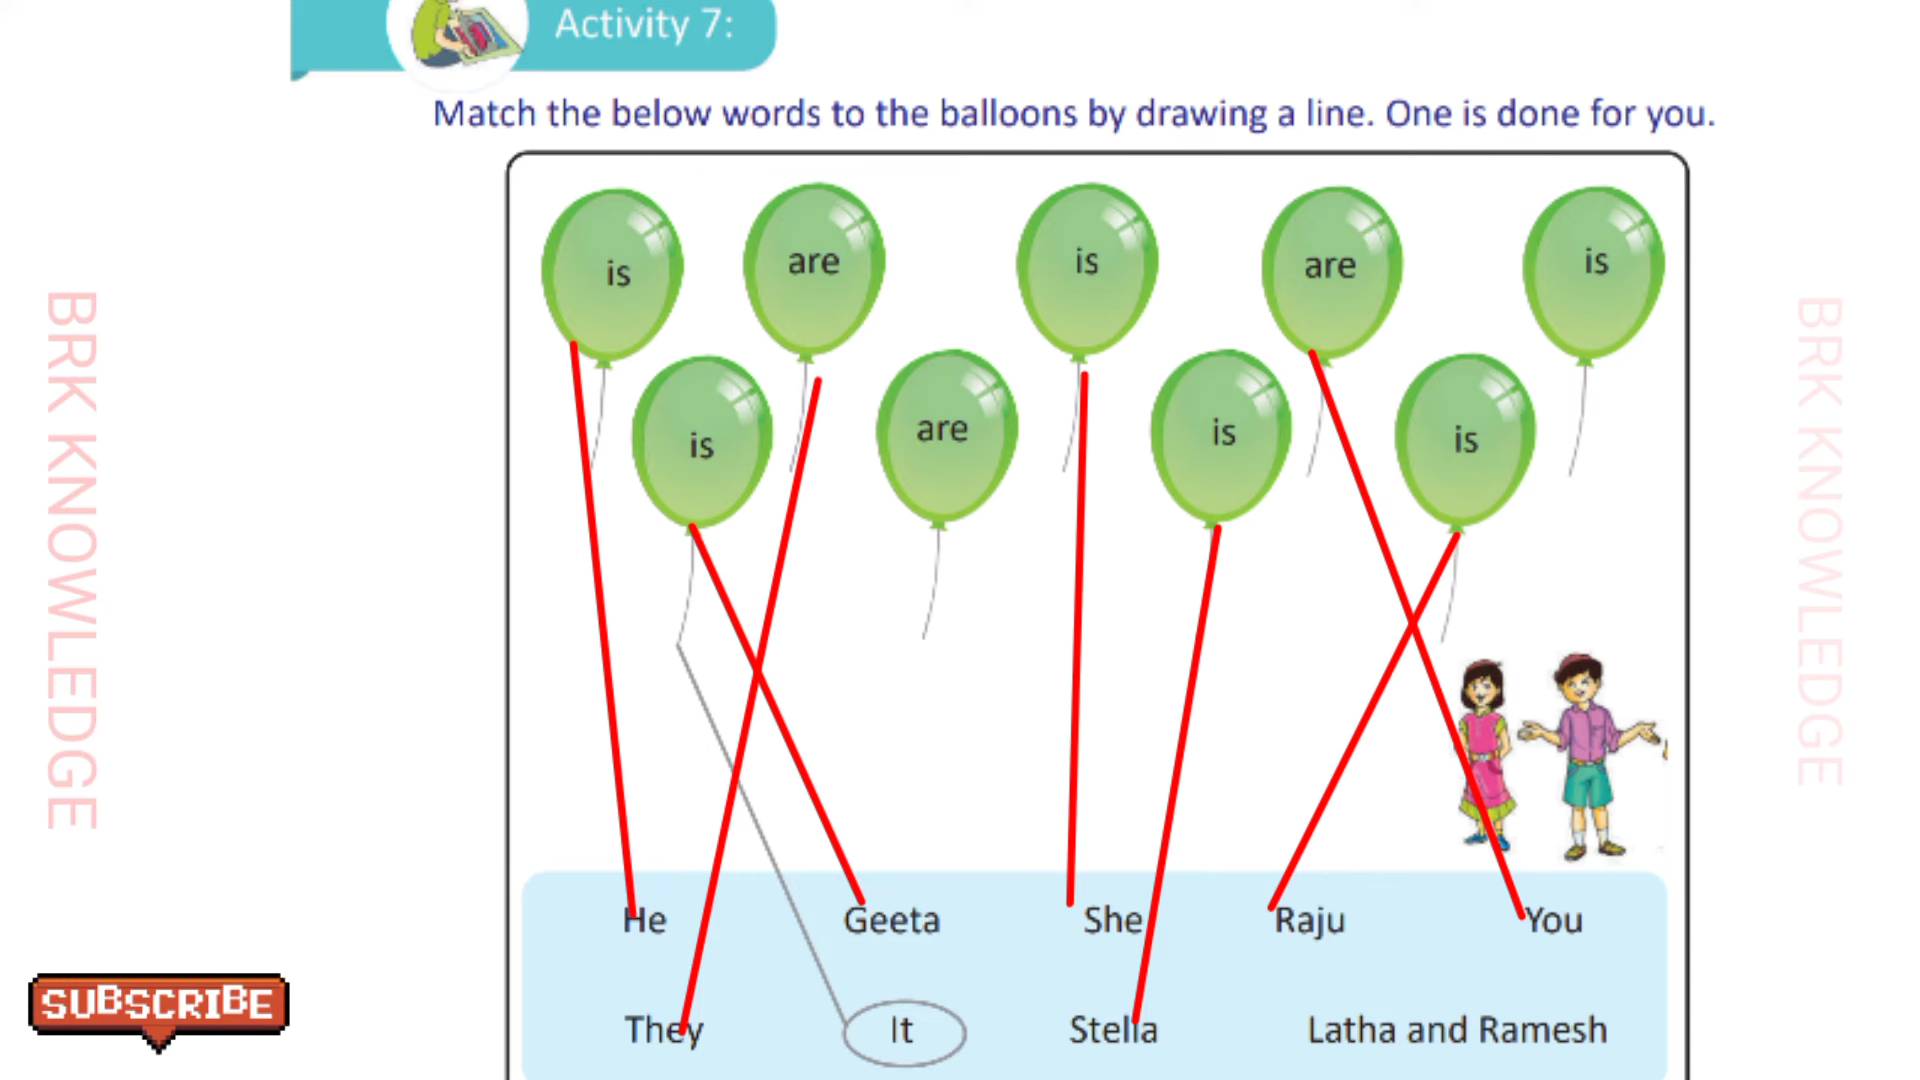 Activity 7:
Match the below words to the balloons by drawing a line. One is done for you.
is are is are is
is are is is
He Geeta She Raju You
They It Stella Latha and Ramesh
BRK KNOWLEDGE
BRK KNOWLEDGE
SUBSCRIBE